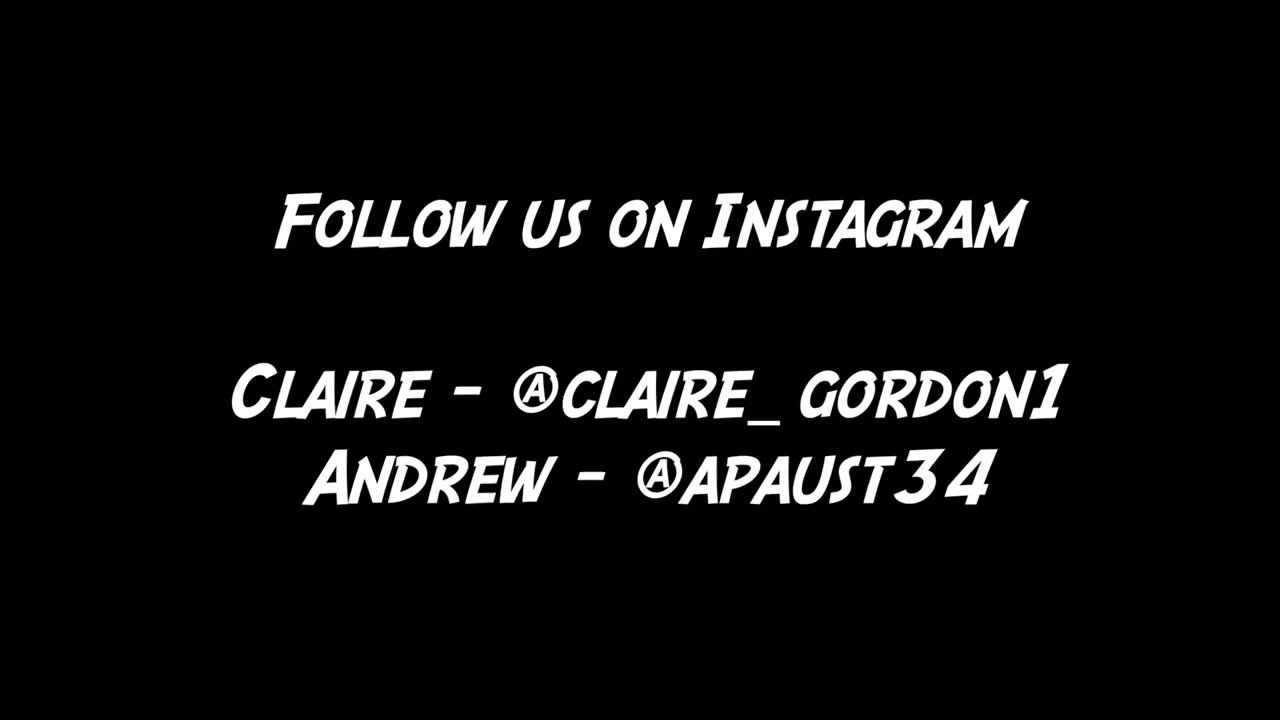 Follow us on Instagram
Claire - @claire_gordon1
Andrew - @apaust34